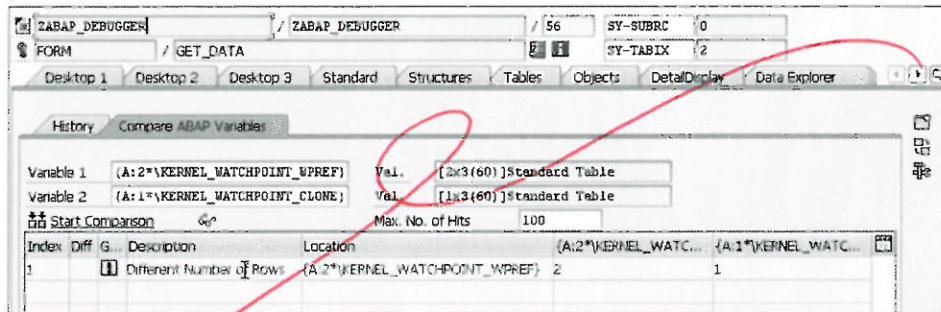 ZABAP_DEBUGGER / ZABAP_DEBUGGER / 56 SY-SUBRC 0
FORM / GET_DATA SY-TABIX 2
Desktop 1 Desktop 2 Desktop 3 Standard Structures Tables Objects DetailDisplay Data Explorer
History Compare ABAP Variables
Variable 1 {A:2*\KERNEL_WATCHPOINT_WPREF} Val. [2x3(60)]Standard Table
Variable 2 {A:1*\KERNEL_WATCHPOINT_CLONE} Val. [1x3(60)]Standard Table
Start Comparison Max. No. of Hits 100
Index Diff G... Description Location {A:2*\KERNEL_WATC... {A:1*\KERNEL_WATC...
1 Different Number of Rows {A:2*\KERNEL_WATCHPOINT_WPREF} 2 1